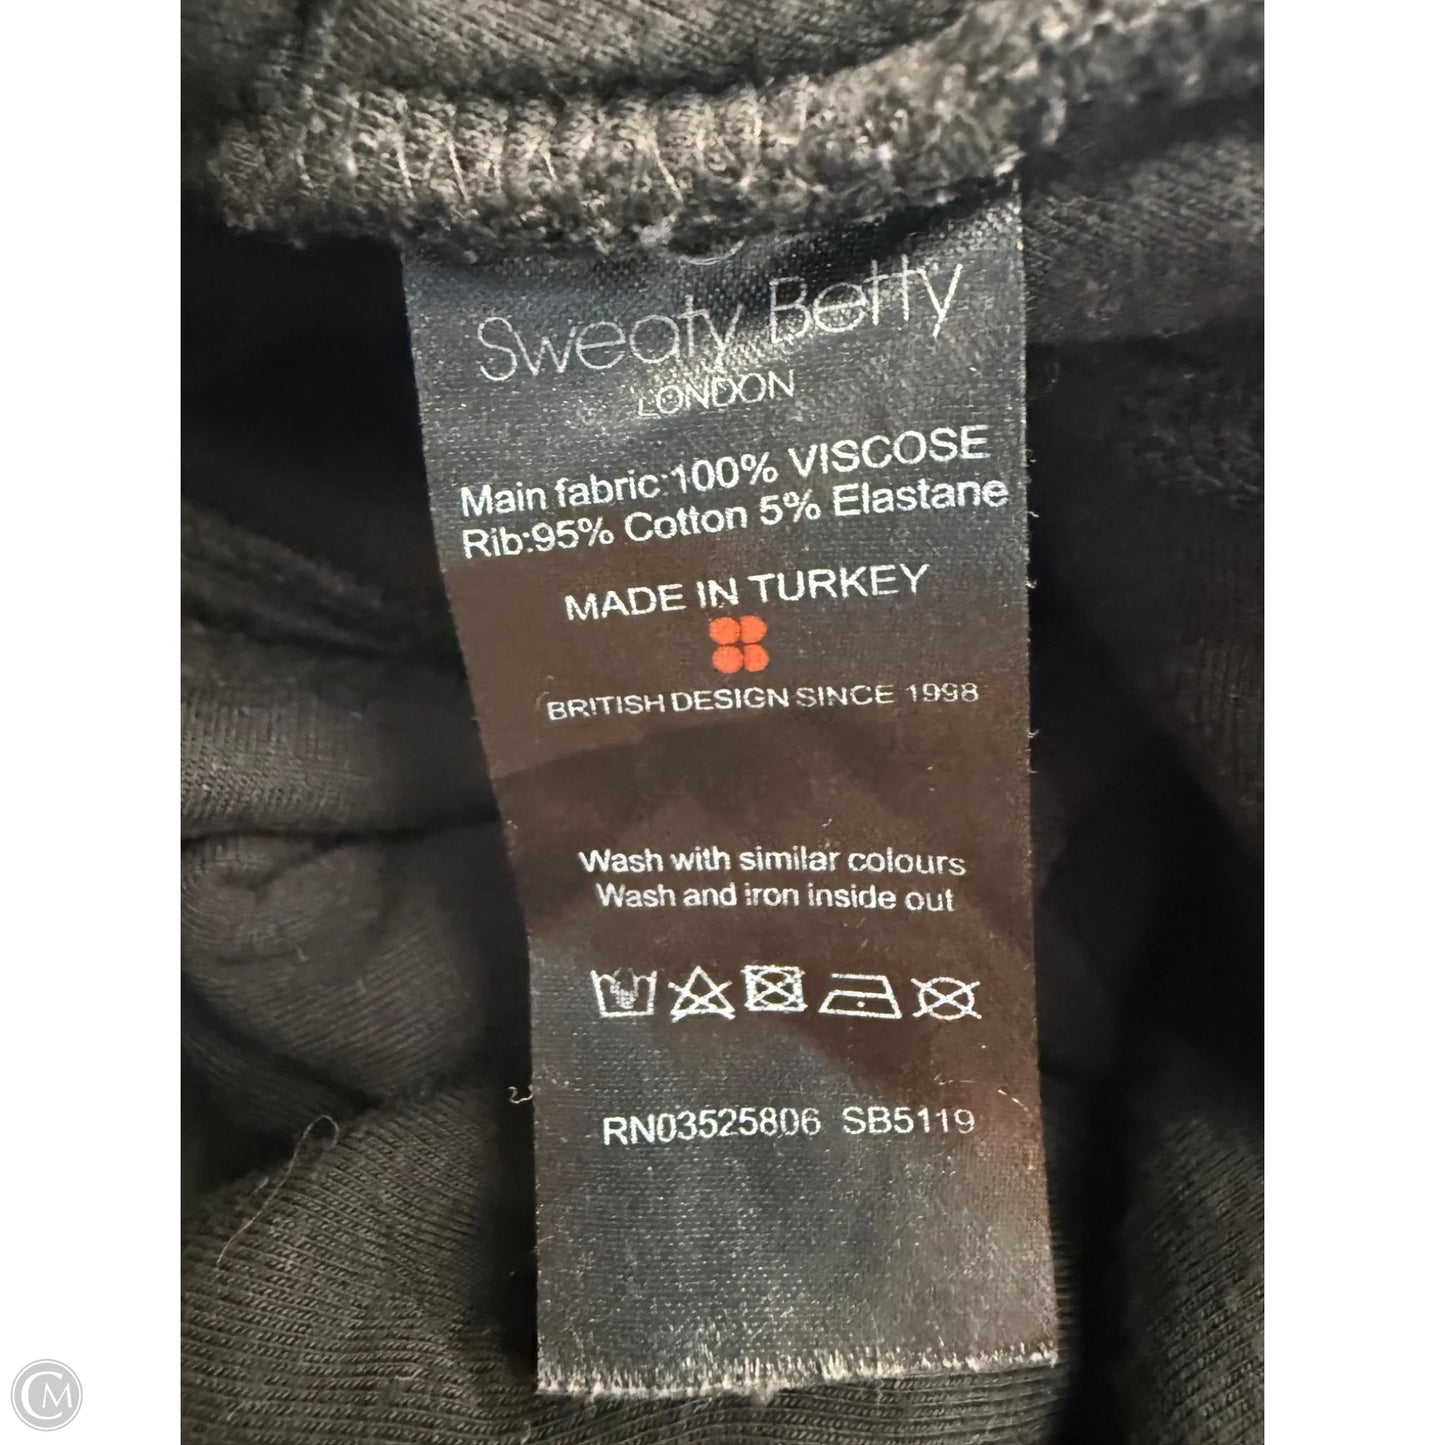 Sweaty Betty
LONDON
Main fabric:100% VISCOSE
Rib:95% Cotton 5% Elastane
MADE IN TURKEY
BRITISH DESIGN SINCE 1998
Wash with similar colours
Wash and iron inside out
RN03525806 SB5119
CM